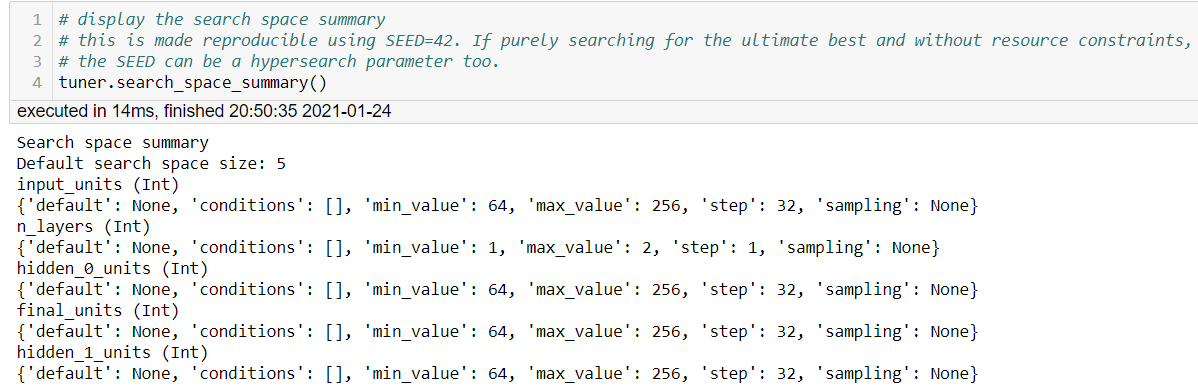 1 # display the search space summary
2 # this is made reproducible using SEED=42. If purely searching for the ultimate best and without resource constraints,
3 # the SEED can be a hypersearch parameter too.
4 tuner.search_space_summary()
executed in 14ms, finished 20:50:35 2021-01-24
Search space summary
Default search space size: 5
input_units (Int)
{'default': None, 'conditions': [], 'min_value': 64, 'max_value': 256, 'step': 32, 'sampling': None}
n_layers (Int)
{'default': None, 'conditions': [], 'min_value': 1, 'max_value': 2, 'step': 1, 'sampling': None}
hidden_0_units (Int)
{'default': None, 'conditions': [], 'min_value': 64, 'max_value': 256, 'step': 32, 'sampling': None}
final_units (Int)
{'default': None, 'conditions': [], 'min_value': 64, 'max_value': 256, 'step': 32, 'sampling': None}
hidden_1_units (Int)
{'default': None, 'conditions': [], 'min_value': 64, 'max_value': 256, 'step': 32, 'sampling': None}